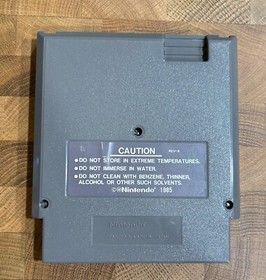 CAUTION REV-A
● DO NOT STORE IN EXTREME TEMPERATURES.
● DO NOT IMMERSE IN WATER.
● DO NOT CLEAN WITH BENZENE, THINNER,
ALCOHOL OR OTHER SUCH SOLVENTS.
©Nintendo 1985